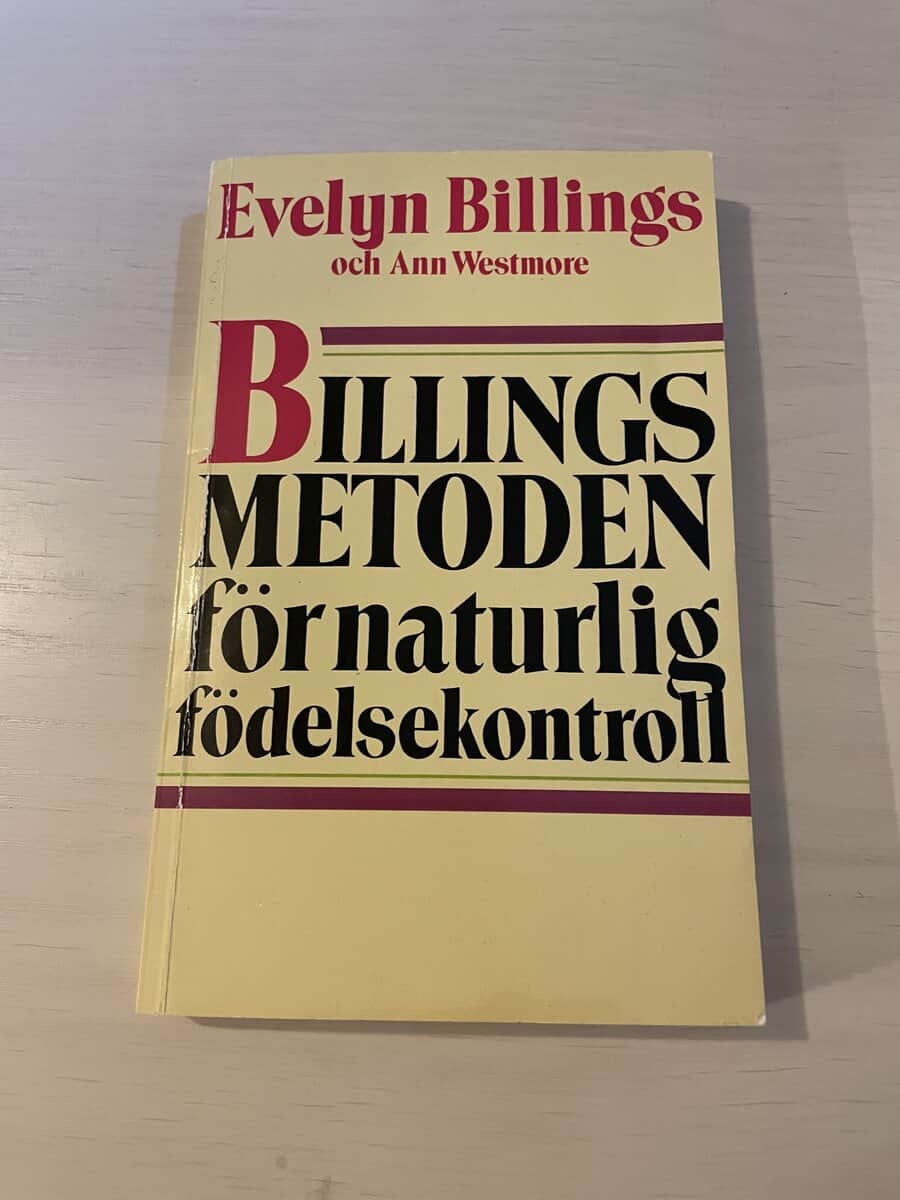 Evelyn Billings
och Ann Westmore
BILLINGS
METODEN
för naturlig
födelsekontroll